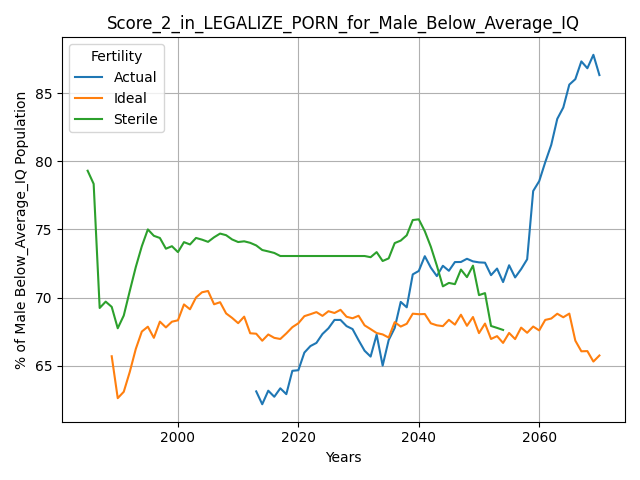 Score_2_in_LEGALIZE_PORN_for_Male_Below_Average_IQ
Fertility
Actual
Ideal
Sterile
% of Male Below_Average_IQ Population
85
80
75
70
65
2000
2020
2040
2060
Years